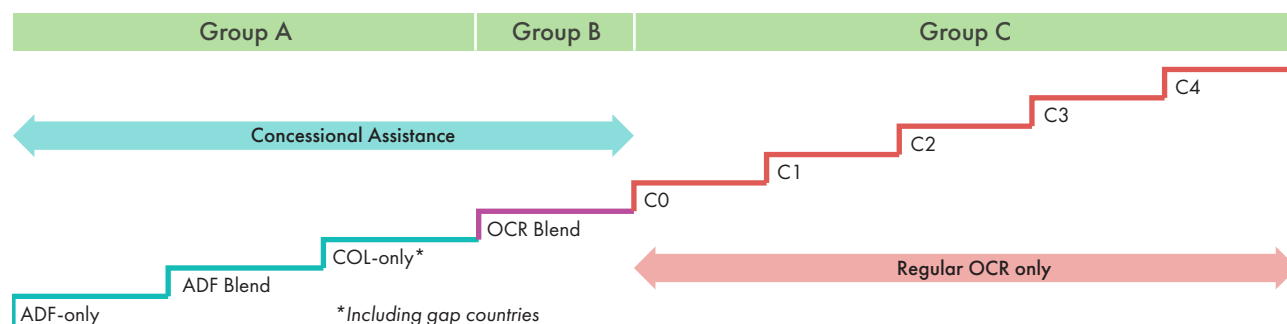 Group A
Group B
Group C
C4
C3
Concessional Assistance
C2
C1
C0
OCR Blend
COL-only*
Regular OCR only
ADF Blend
ADF-only
*Including gap countries